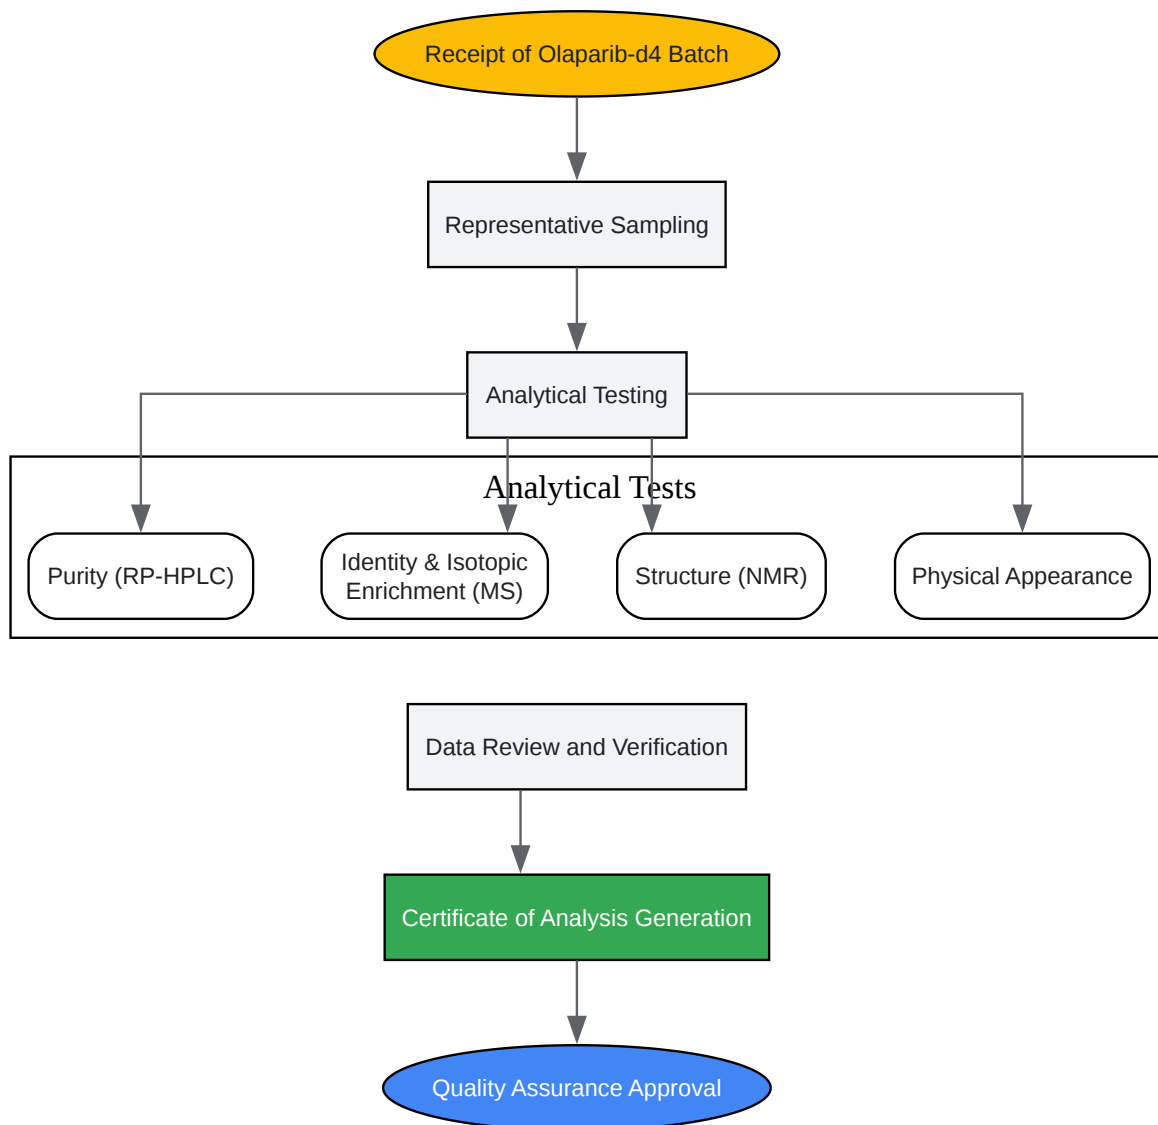 Receipt of Olaparib-d4 Batch
Representative Sampling
Analytical Testing
Analytical Tests
Purity (RP-HPLC)
Identity & Isotopic
Enrichment (MS)
Structure (NMR)
Physical Appearance
Data Review and Verification
Certificate of Analysis Generation
Quality Assurance Approval